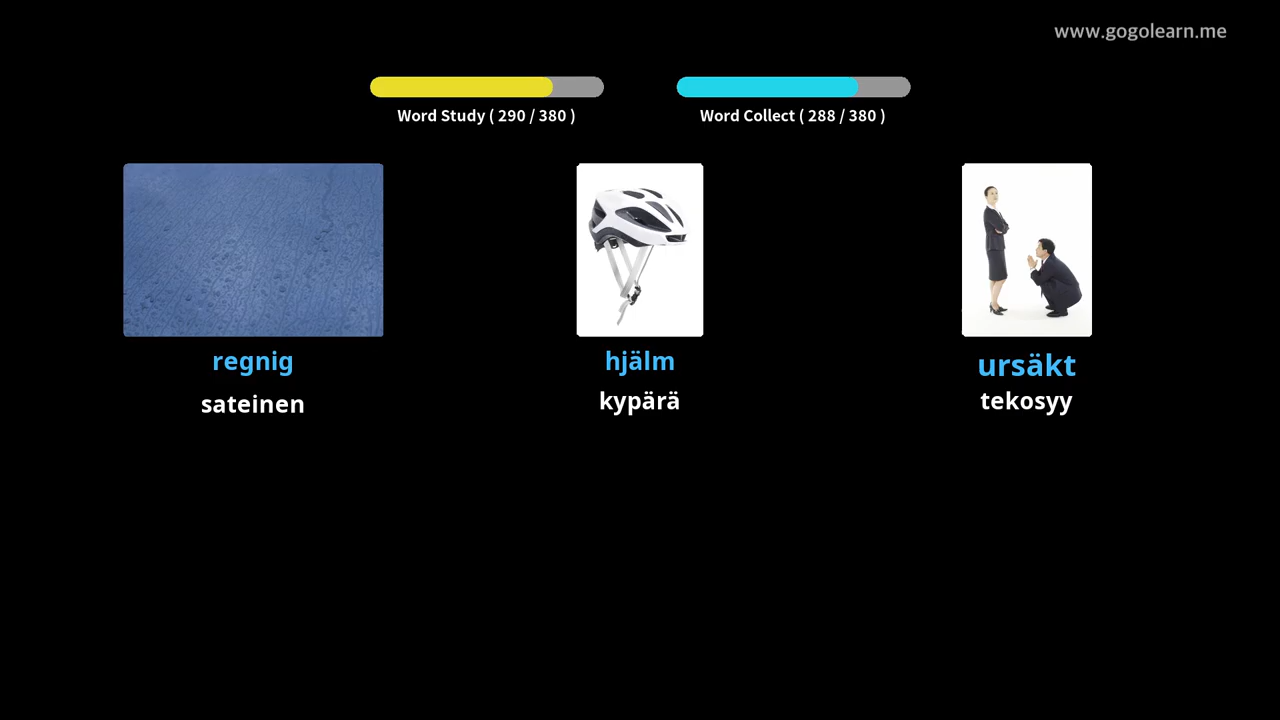 www.gogolearn.me
Word Study ( 290 / 380 )
Word Collect ( 288 / 380 )
regnig
hjälm
ursäkt
sateinen
kypärä
tekosyy